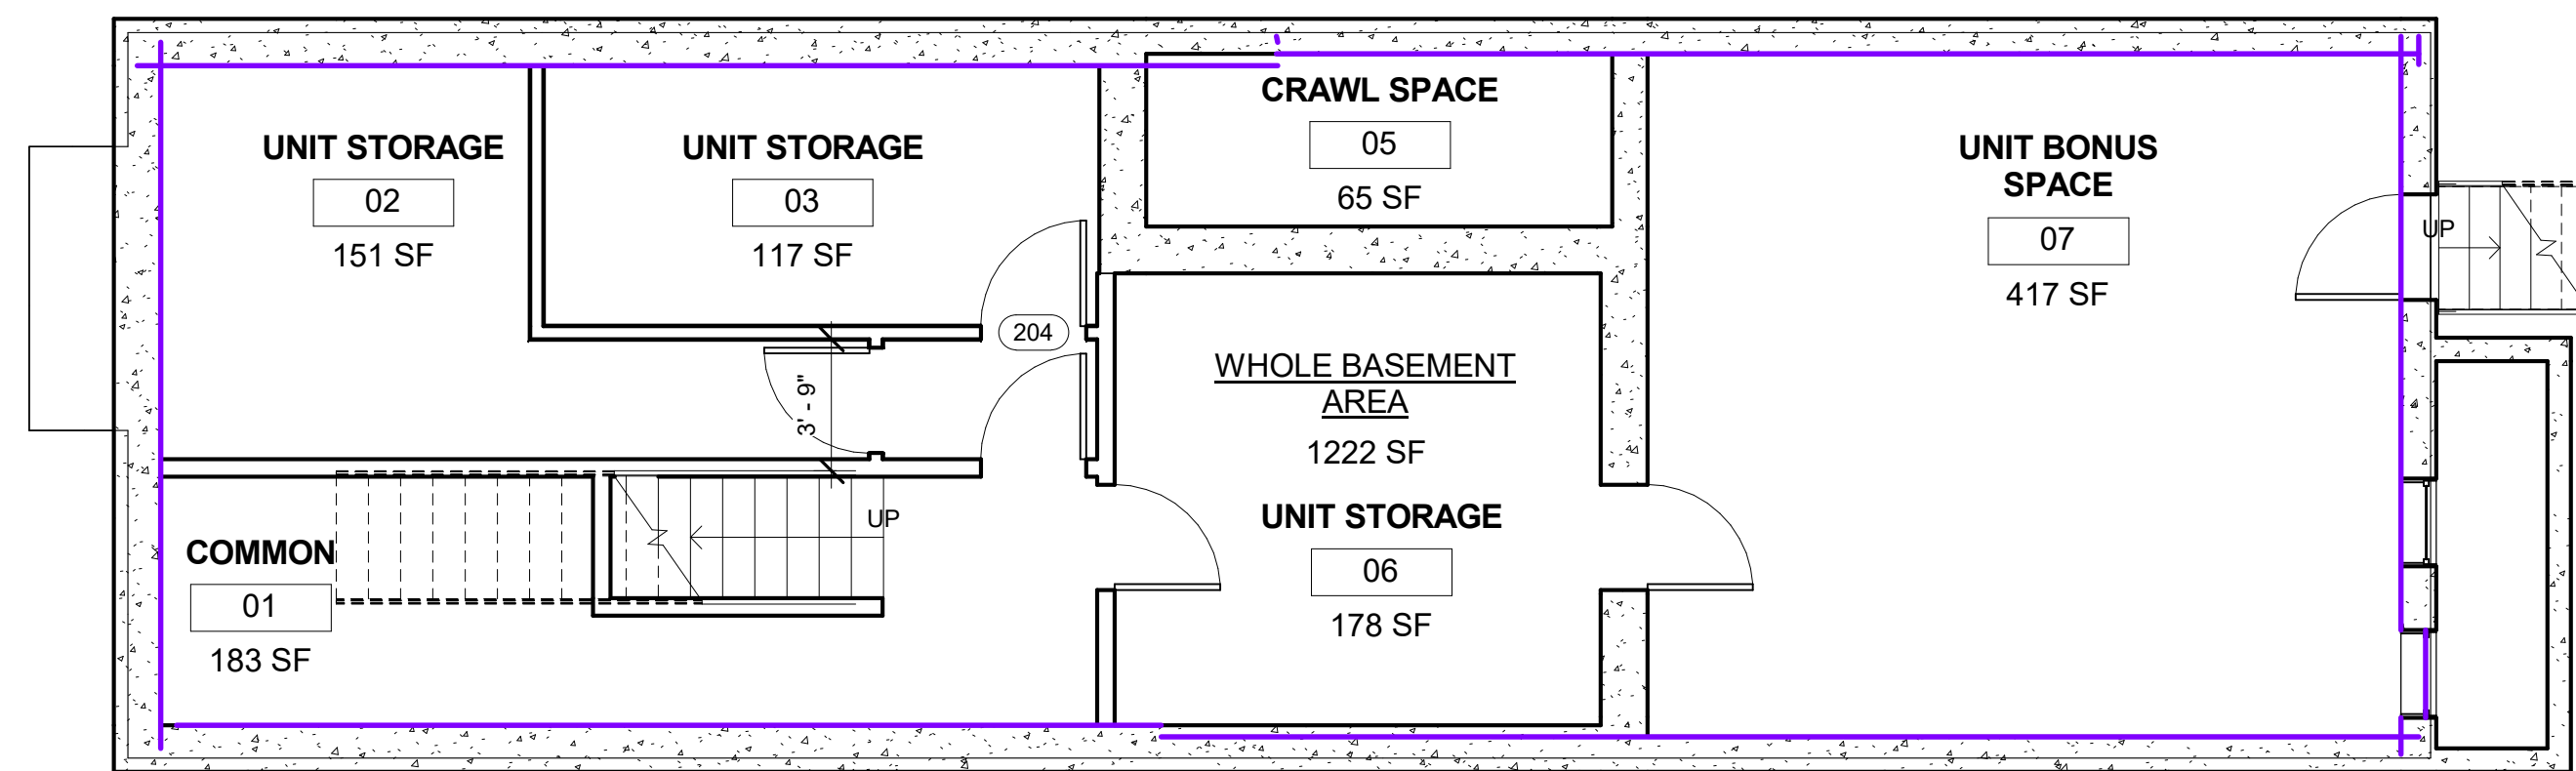 UNIT STORAGE
02
151 SF
UNIT STORAGE
03
117 SF
CRAWL SPACE
05
65 SF
UNIT BONUS
SPACE
07
417 SF
UP
204
3' - 9"
WHOLE BASEMENT
AREA
1222 SF
UNIT STORAGE
06
178 SF
UP
COMMON
01
183 SF